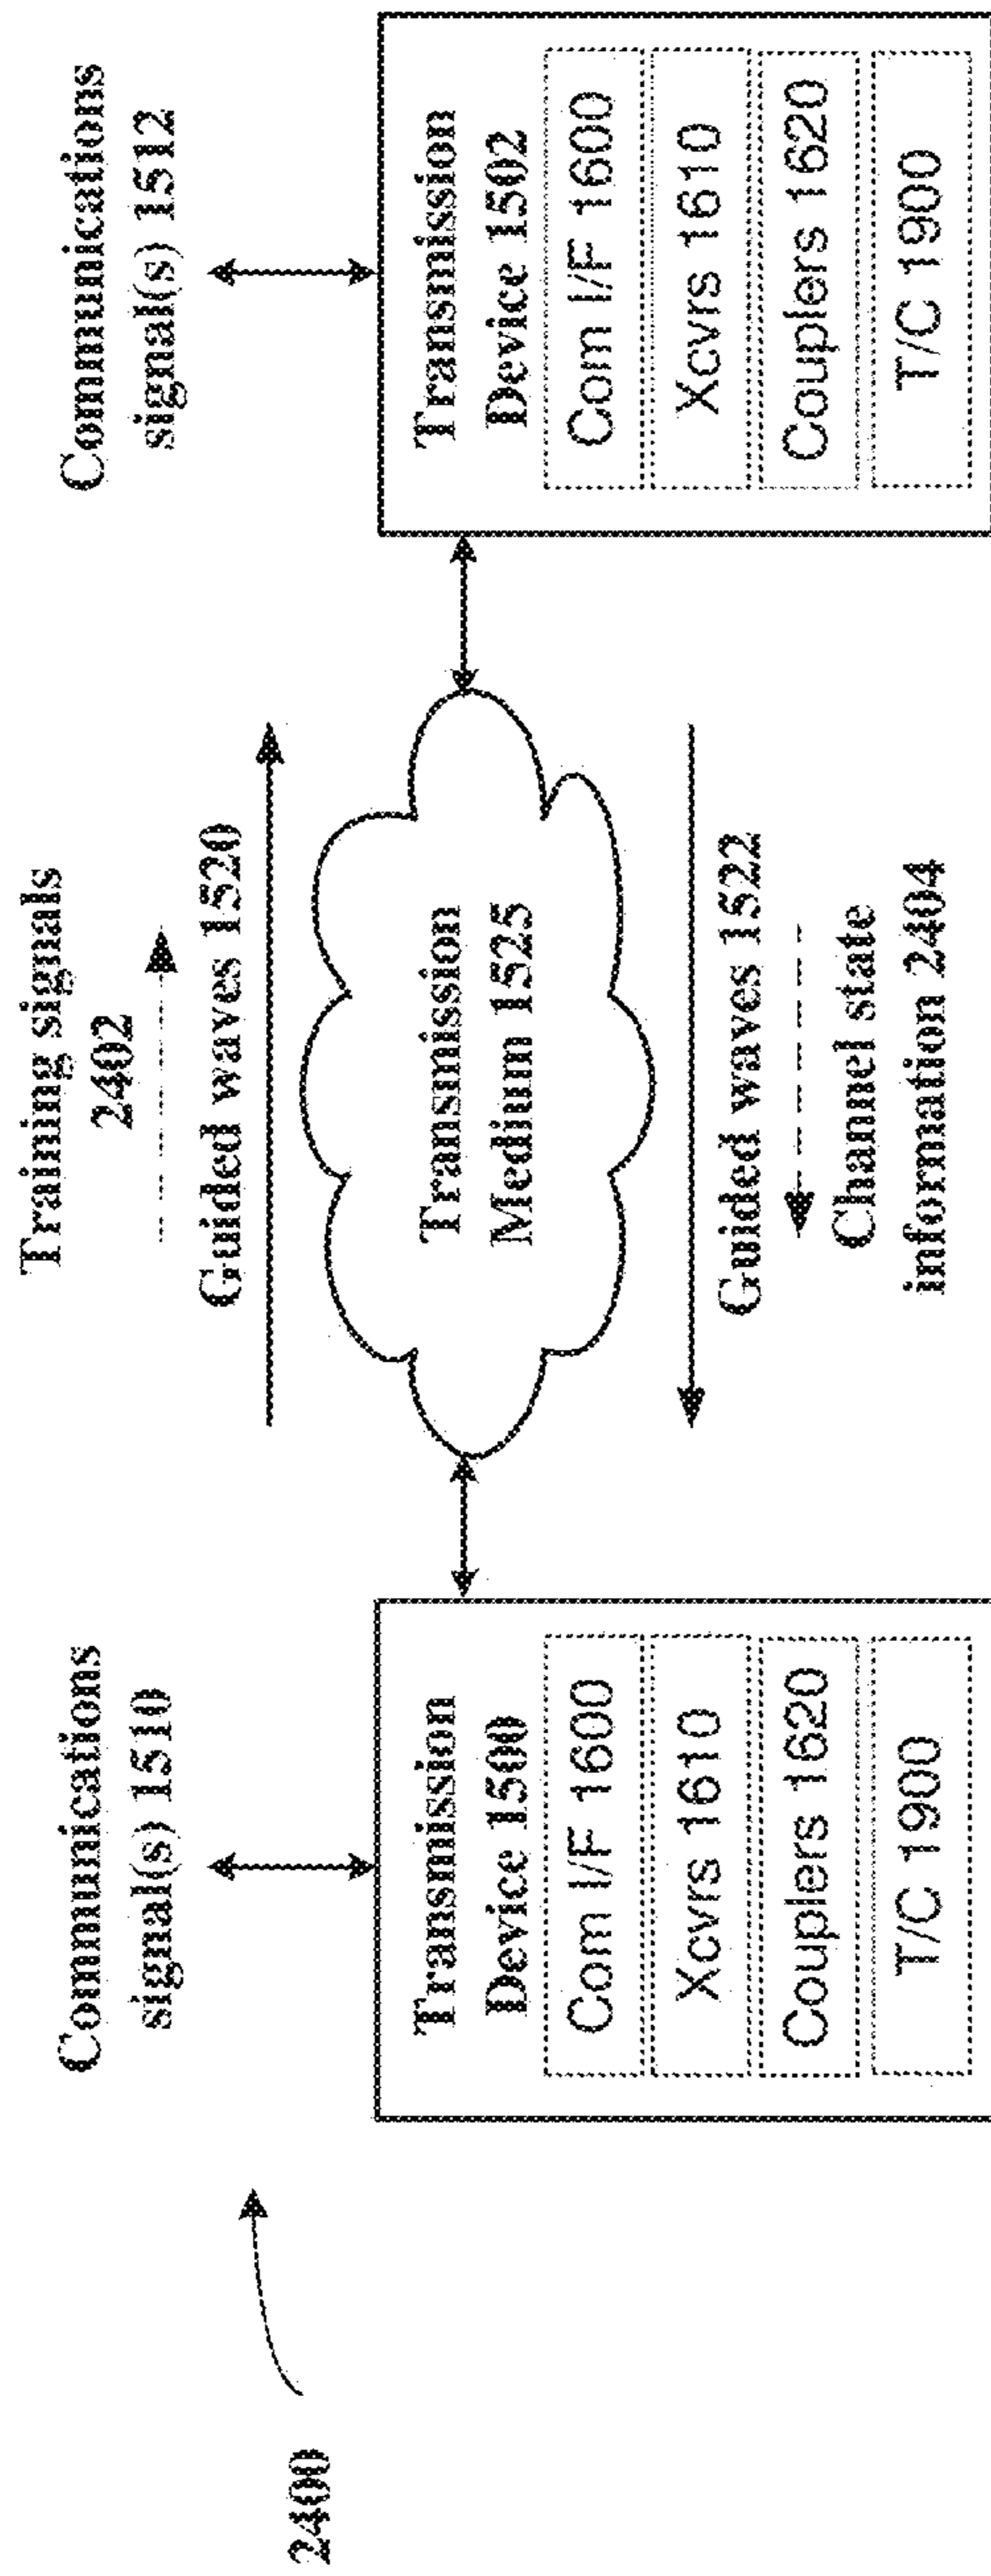 2400
Communications
signal(s) 1510
Transmission
Device 1500
Com I/F 1600
Xcvrs 1610
Couplers 1620
T/C 1900
Training signals
2402
Guided waves 1520
Transmission
Medium 1525
Guided waves 1522
Channel state
information 2404
Communications
signal(s) 1512
Transmission
Device 1502
Com I/F 1600
Xcvrs 1610
Couplers 1620
T/C 1900